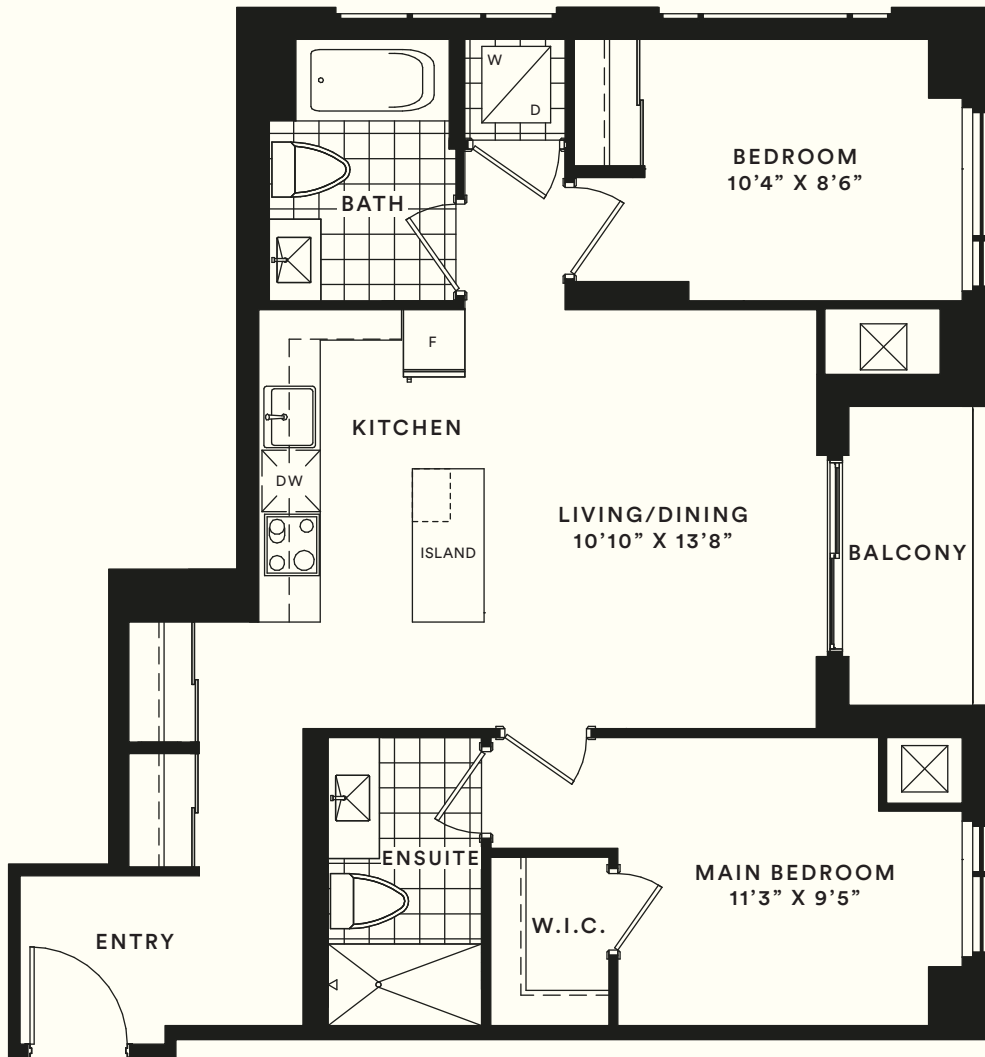 W
D
BEDROOM
10’4” X 8’6”
BATH
F
KITCHEN
DW
LIVING/DINING
10’10” X 13’8”
ISLAND
BALCONY
ENSUITE
MAIN BEDROOM
11’3” X 9’5”
W.I.C.
ENTRY